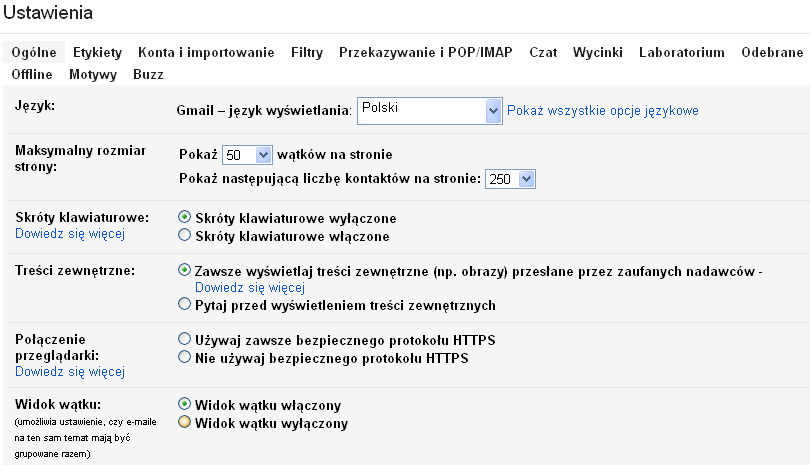 Ustawienia
Ogólne Etykiety Konta i importowanie Filtry Przekazywanie i POP/IMAP Czat Wycinki Laboratorium Odebrane
Offline Motywy Buzz
Język:
Gmail – język wyświetlania: Polski Pokaż wszystkie opcje językowe
Maksymalny rozmiar
strony:
Pokaż 50 wątków na stronie
Pokaż następującą liczbę kontaktów na stronie: 250
Skróty klawiaturowe:
Dowiedz się więcej
Skróty klawiaturowe wyłączone
Skróty klawiaturowe włączone
Treści zewnętrzne:
Zawsze wyświetlaj treści zewnętrzne (np. obrazy) przesłane przez zaufanych nadawców -
Dowiedz się więcej
Pytaj przed wyświetleniem treści zewnętrznych
Połączenie
przeglądarki:
Dowiedz się więcej
Używaj zawsze bezpiecznego protokołu HTTPS
Nie używaj bezpiecznego protokołu HTTPS
Widok wątku:
(umożliwia ustawienie, czy e-maile
na ten sam temat mają być
grupowane razem)
Widok wątku włączony
Widok wątku wyłączony